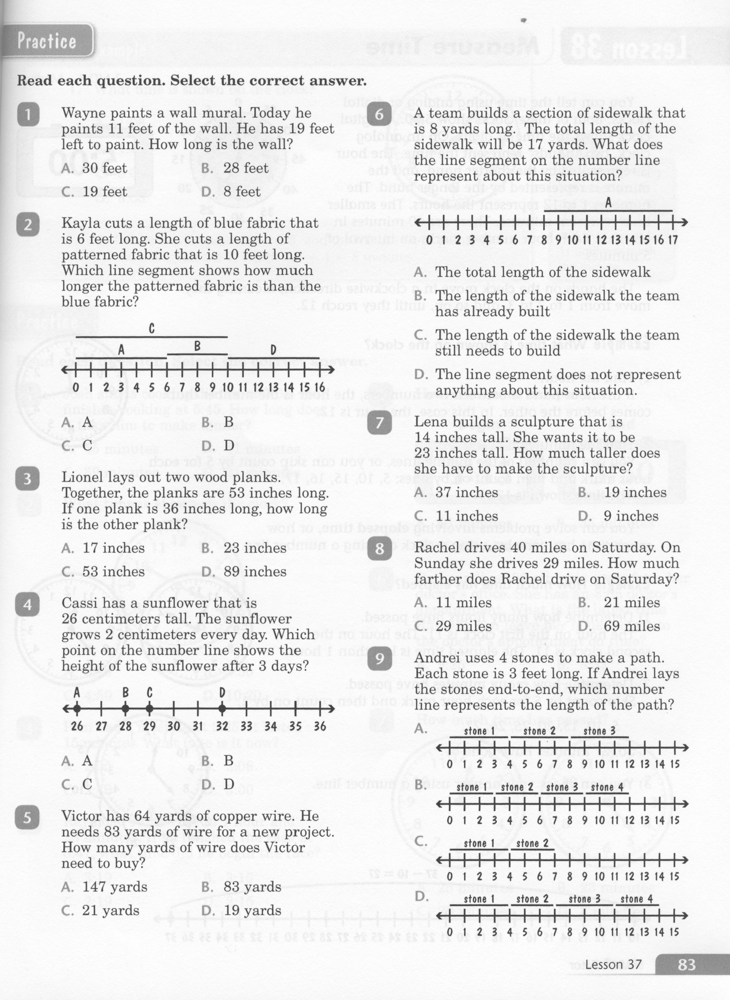 Practice
Read each question. Select the correct answer.
1
Wayne paints a wall mural. Today he
paints 11 feet of the wall. He has 19 feet
left to paint. How long is the wall?
A. 30 feet B. 28 feet
C. 19 feet D. 8 feet
2
Kayla cuts a length of blue fabric that
is 6 feet long. She cuts a length of
patterned fabric that is 10 feet long.
Which line segment shows how much
longer the patterned fabric is than the
blue fabric?
C
A B D
0 1 2 3 4 5 6 7 8 9 10 11 12 13 14 15 16
A. A B. B
C. C D. D
3
Lionel lays out two wood planks.
Together, the planks are 53 inches long.
If one plank is 36 inches long, how long
is the other plank?
A. 17 inches B. 23 inches
C. 53 inches D. 89 inches
4
Cassi has a sunflower that is
26 centimeters tall. The sunflower
grows 2 centimeters every day. Which
point on the number line shows the
height of the sunflower after 3 days?
A B C D
26 27 28 29 30 31 32 33 34 35 36
A. A B. B
C. C D. D
5
Victor has 64 yards of copper wire. He
needs 83 yards of wire for a new project.
How many yards of wire does Victor
need to buy?
A. 147 yards B. 83 yards
C. 21 yards D. 19 yards
6
A team builds a section of sidewalk that
is 8 yards long. The total length of the
sidewalk will be 17 yards. What does
the line segment on the number line
represent about this situation?
A
0 1 2 3 4 5 6 7 8 9 10 11 12 13 14 15 16 17
A. The total length of the sidewalk
B. The length of the sidewalk the team
has already built
C. The length of the sidewalk the team
still needs to build
D. The line segment does not represent
anything about this situation.
7
Lena builds a sculpture that is
14 inches tall. She wants it to be
23 inches tall. How much taller does
she have to make the sculpture?
A. 37 inches B. 19 inches
C. 11 inches D. 9 inches
8
Rachel drives 40 miles on Saturday. On
Sunday she drives 29 miles. How much
farther does Rachel drive on Saturday?
A. 11 miles B. 21 miles
C. 29 miles D. 69 miles
9
Andrei uses 4 stones to make a path.
Each stone is 3 feet long. If Andrei lays
the stones end-to-end, which number
line represents the length of the path?
A. stone 1 stone 2 stone 3
0 1 2 3 4 5 6 7 8 9 10 11 12 13 14 15
B. stone 1 stone 2 stone 3 stone 4
0 1 2 3 4 5 6 7 8 9 10 11 12 13 14 15
C. stone 1 stone 2
0 1 2 3 4 5 6 7 8 9 10 11 12 13 14 15
D. stone 1 stone 2 stone 3 stone 4
0 1 2 3 4 5 6 7 8 9 10 11 12 13 14 15
Lesson 37 83